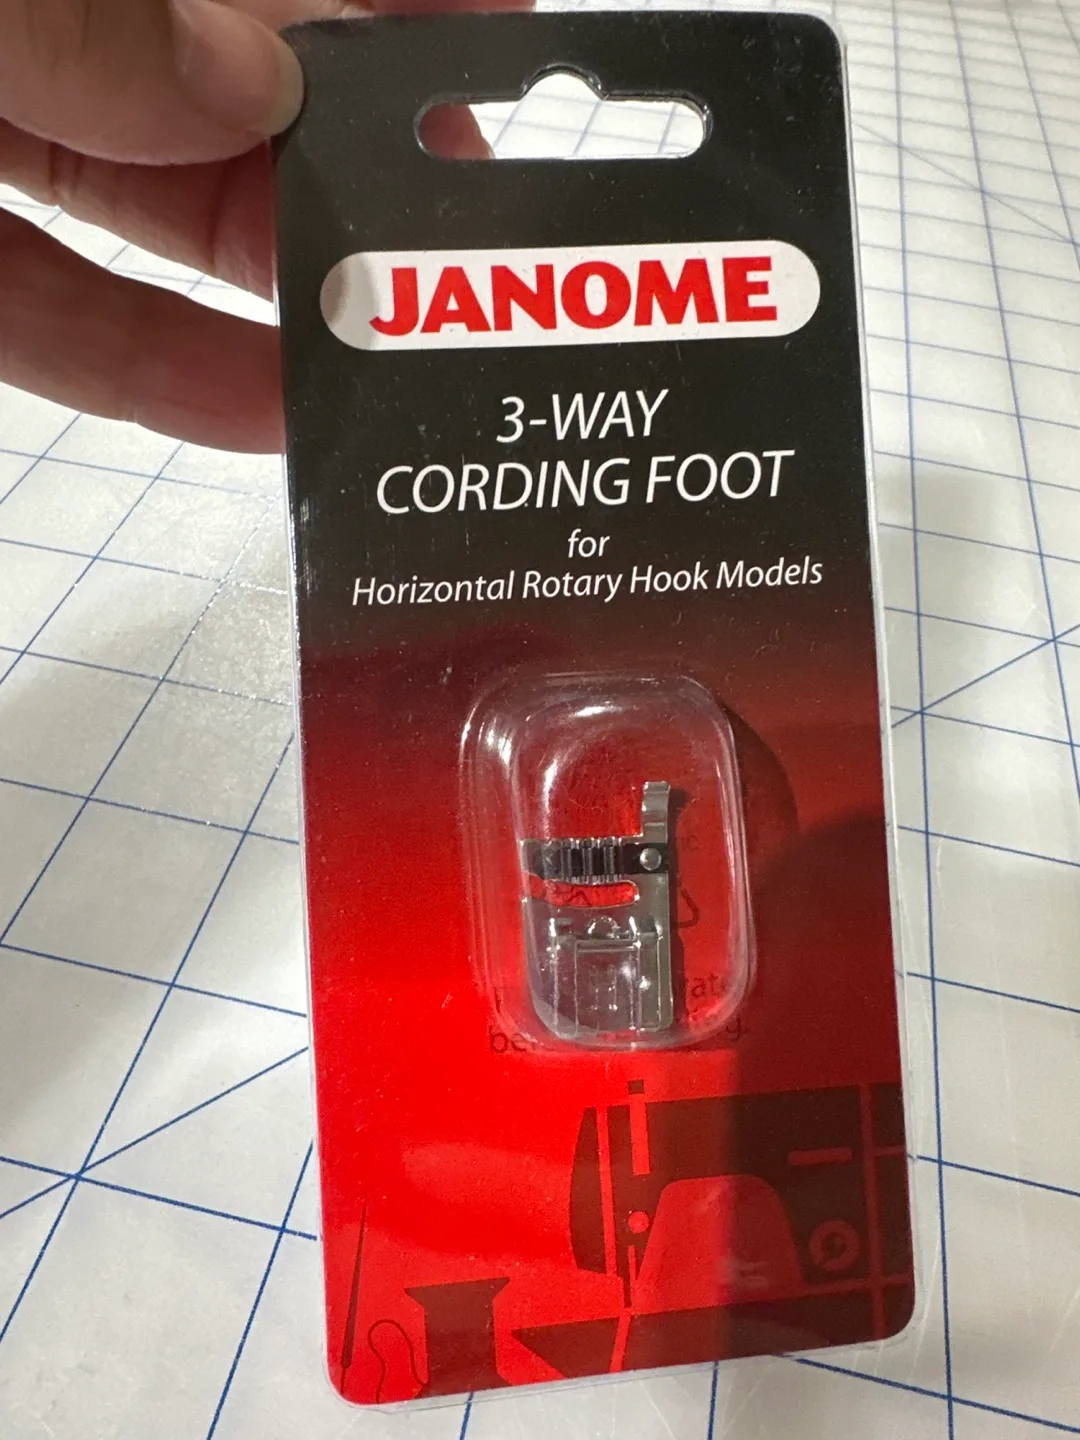 JANOME
3-WAY
CORDING FOOT
for
Horizontal Rotary Hook Models